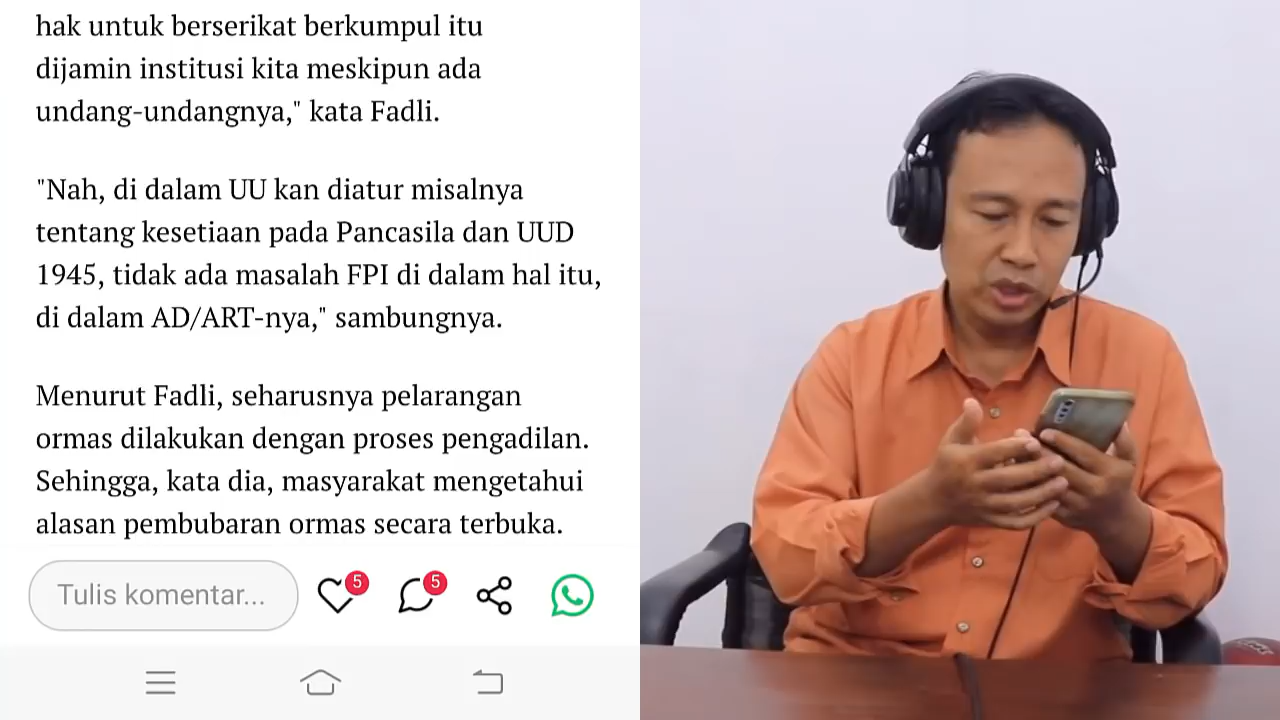 hak untuk berserikat berkumpul itu
dijamin institusi kita meskipun ada
undang-undangnya," kata Fadli.
"Nah, di dalam UU kan diatur misalnya
tentang kesetiaan pada Pancasila dan UUD
1945, tidak ada masalah FPI di dalam hal itu,
di dalam AD/ART-nya," sambungnya.
Menurut Fadli, seharusnya pelarangan
ormas dilakukan dengan proses pengadilan.
Sehingga, kata dia, masyarakat mengetahui
alasan pembubaran ormas secara terbuka.
Tulis komentar... 5 5